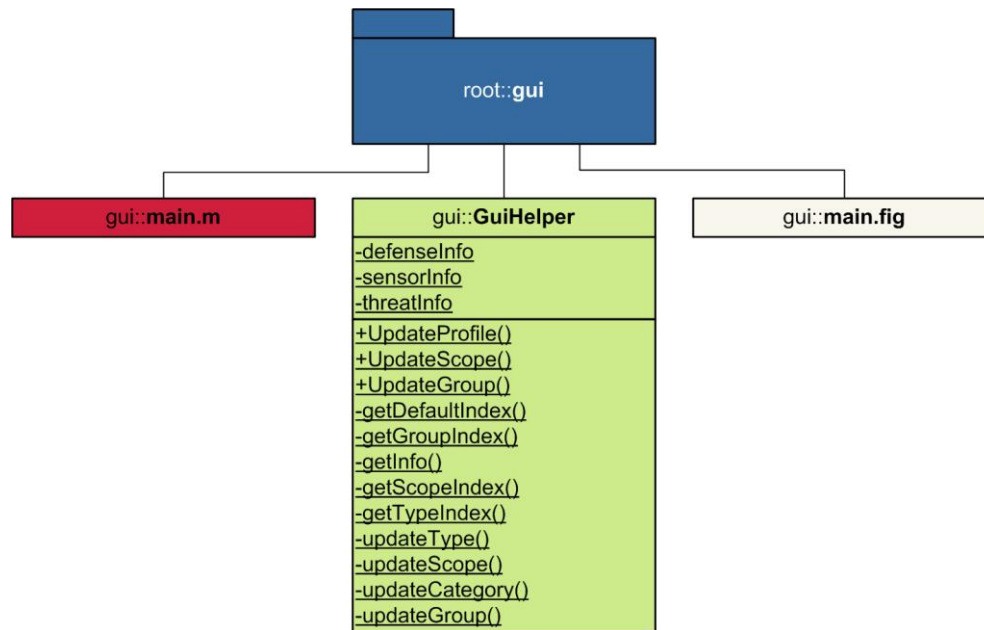 root::gui
gui::main.m
gui::GuiHelper
gui::main.fig
-defenseInfo
-sensorInfo
-threatInfo
+UpdateProfile()
+UpdateScope()
+UpdateGroup()
-getDefaultIndex()
-getGroupIndex()
-getInfo()
-getScopeIndex()
-getTypeIndex()
-updateType()
-updateScope()
-updateCategory()
-updateGroup()